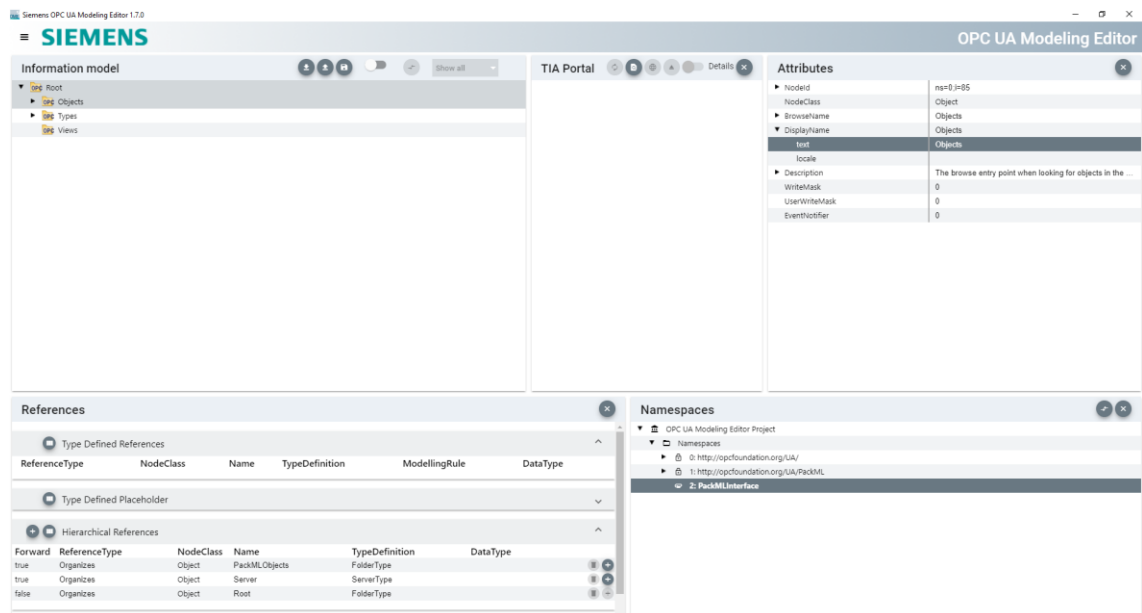 Siemens OPC UA Modeling Editor 1.7.0
SIEMENS
OPC UA Modeling Editor
Information model
Show all
OPC Root
OPC Objects
OPC Types
OPC Views
TIA Portal
Details
Attributes
NodeId ns=0;i=85
NodeClass Object
BrowseName Objects
DisplayName Objects
text Objects
locale
Description The browse entry point when looking for objects in the ...
WriteMask 0
UserWriteMask 0
EventNotifier 0
References
Type Defined References
ReferenceType NodeClass Name TypeDefinition ModellingRule DataType
Type Defined Placeholder
Hierarchical References
Forward ReferenceType NodeClass Name TypeDefinition DataType
true Organizes Object PackMLObjects FolderType
true Organizes Object Server ServerType
false Organizes Object Root FolderType
Namespaces
OPC UA Modeling Editor Project
Namespaces
0: http://opcfoundation.org/UA/
1: http://opcfoundation.org/UA/PackML
2: PackMLInterface